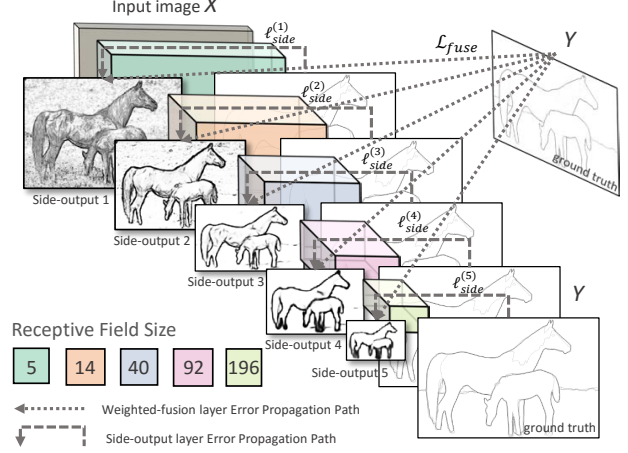 Input image X
ℓ_side^(1)
ℒ_fuse
Y
ℓ_side^(2)
ℓ_side^(3)
ground truth
Side-output 1
ℓ_side^(4)
Side-output 2
ℓ_side^(5)
Side-output 3
Y
Receptive Field Size
Side-output 4
5 14 40 92 196
Side-output 5
Weighted-fusion layer Error Propagation Path
ground truth
Side-output layer Error Propagation Path